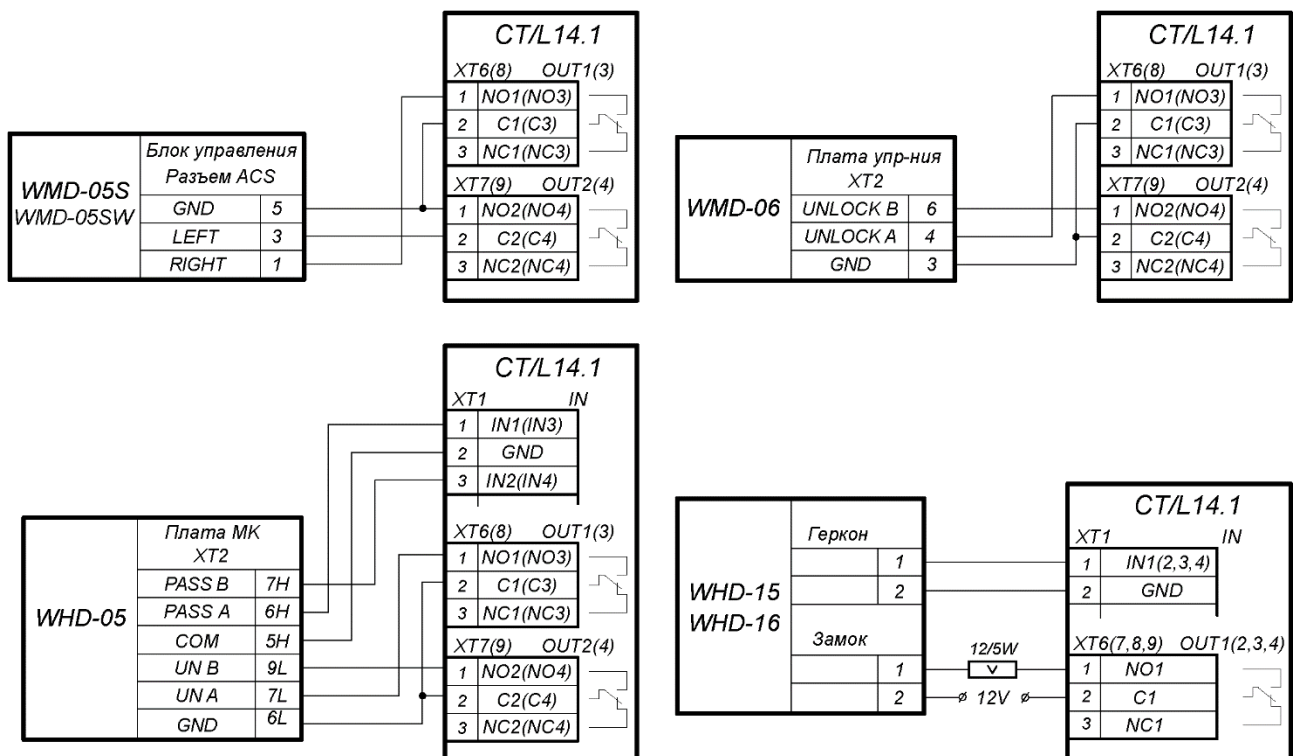 CT/L14.1
XT6(8) OUT1(3)
1 NO1(NO3)
2 C1(C3)
3 NC1(NC3)
XT7(9) OUT2(4)
1 NO2(NO4)
2 C2(C4)
3 NC2(NC4)
WMD-05S
WMD-05SW
Блок управления
Разъем ACS
GND 5
LEFT 3
RIGHT 1
CT/L14.1
XT6(8) OUT1(3)
1 NO1(NO3)
2 C1(C3)
3 NC1(NC3)
XT7(9) OUT2(4)
1 NO2(NO4)
2 C2(C4)
3 NC2(NC4)
WMD-06
Плата упр-ния
XT2
UNLOCK B 6
UNLOCK A 4
GND 3
CT/L14.1
XT1 IN
1 IN1(IN3)
2 GND
3 IN2(IN4)
XT6(8) OUT1(3)
1 NO1(NO3)
2 C1(C3)
3 NC1(NC3)
XT7(9) OUT2(4)
1 NO2(NO4)
2 C2(C4)
3 NC2(NC4)
WHD-05
Плата МК
XT2
PASS B 7H
PASS A 6H
COM 5H
UN B 9L
UN A 7L
GND 6L
CT/L14.1
XT1 IN
1 IN1(2,3,4)
2 GND
XT6(7,8,9) OUT1(2,3,4)
1 NO1
2 C1
3 NC1
WHD-15
WHD-16
Геркон
1
2
Замок
1
2
12/5W
V
12V